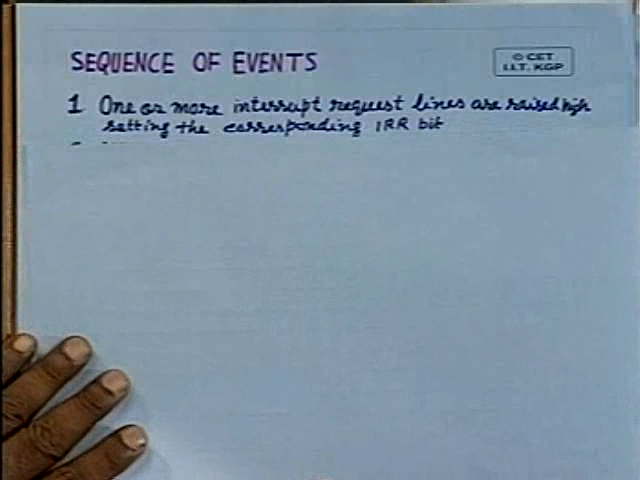 SEQUENCE OF EVENTS
© CET
I.I.T. KGP
1 One or more interrupt request lines are raised high
setting the corresponding IRR bit